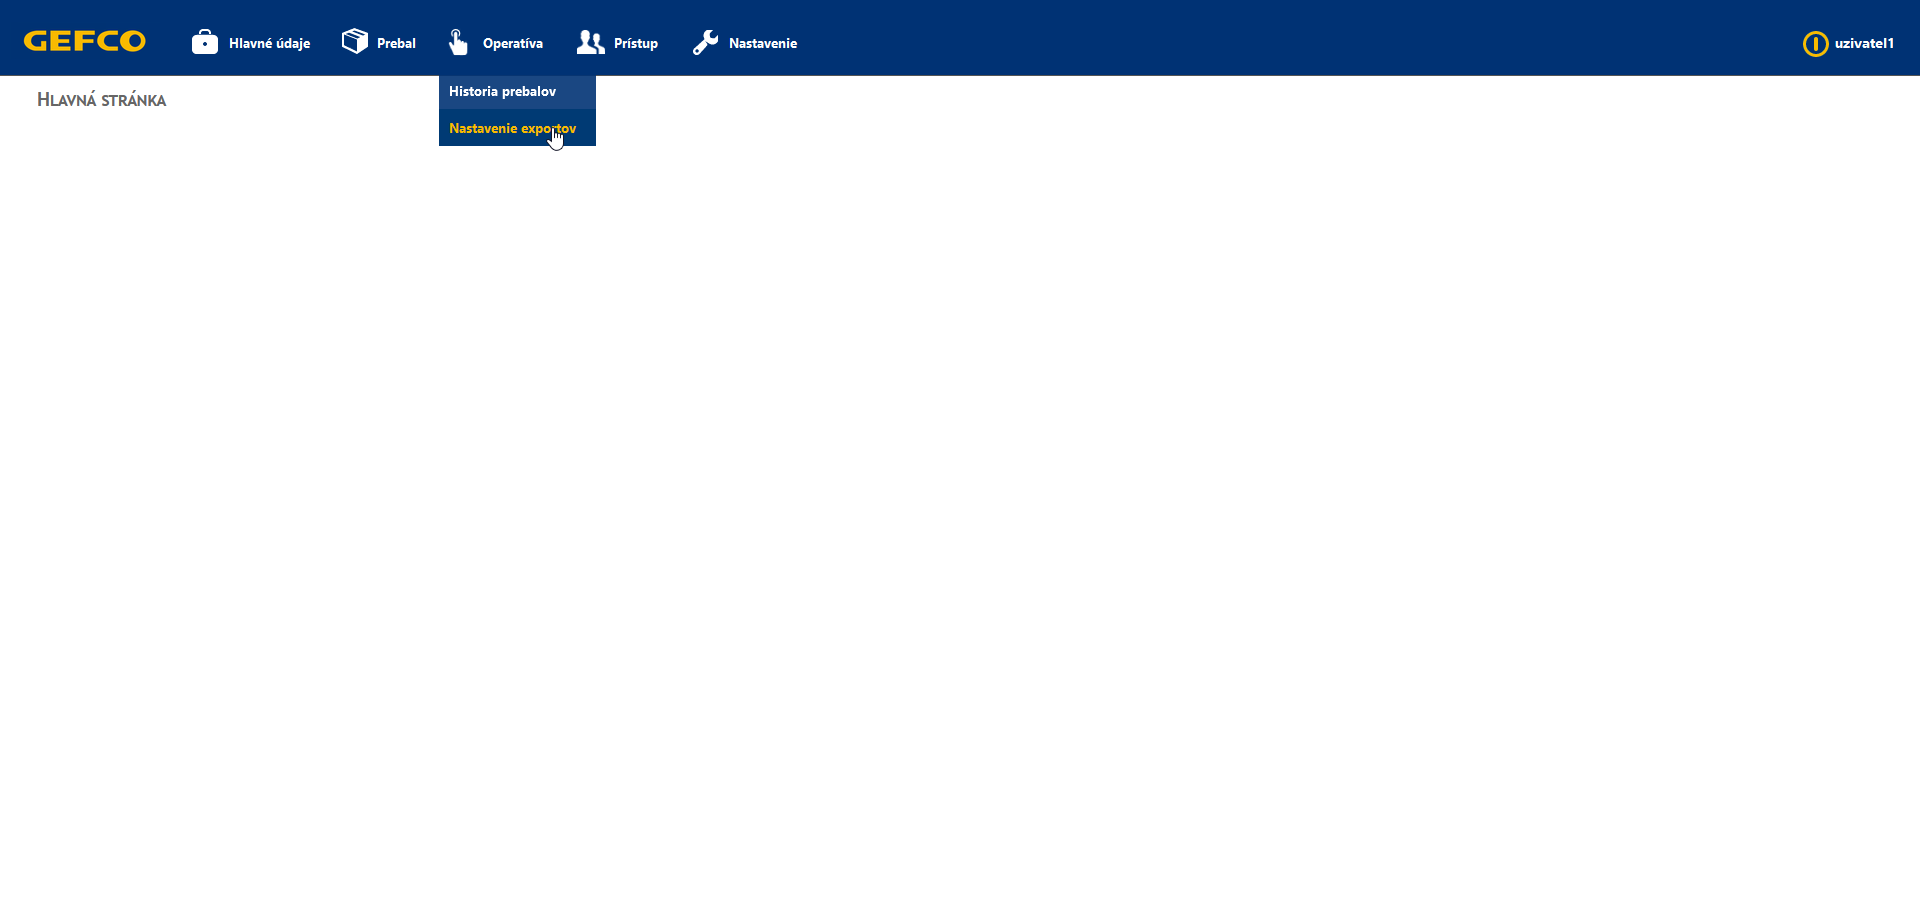 GEFCO
Hlavné údaje
Prebal
Operatíva
Prístup
Nastavenie
uzivatel1
Historia prebalov
Nastavenie exportov
Hlavná stránka